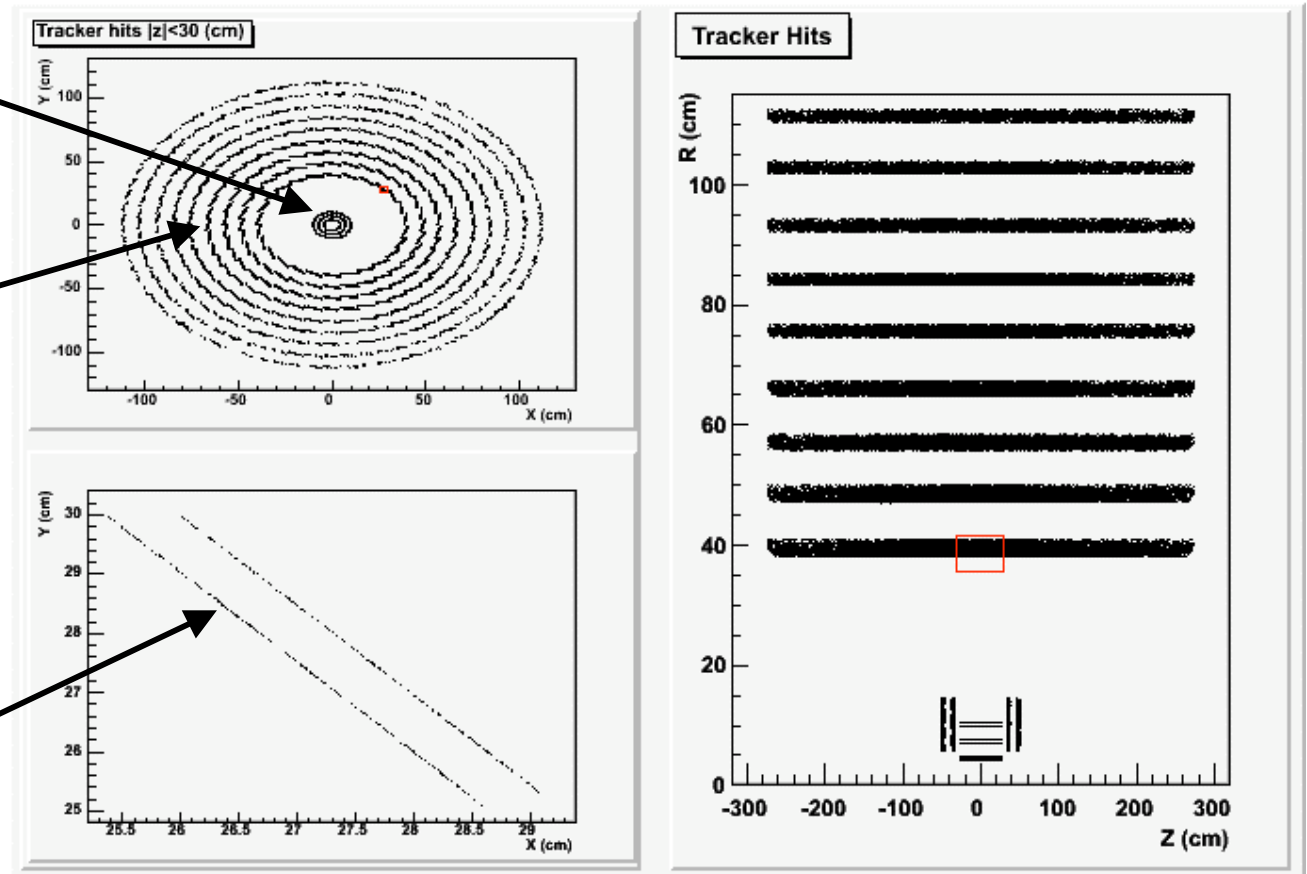 Tracker hits |z|<30 (cm)
Y (cm)
100
50
0
-50
-100
-100 -50 0 50 100
X (cm)
Y (cm)
30
29
28
27
26
25
25.5 26 26.5 27 27.5 28 28.5 29
X (cm)
Tracker Hits
R (cm)
100
80
60
40
20
0
-300 -200 -100 0 100 200 300
Z (cm)